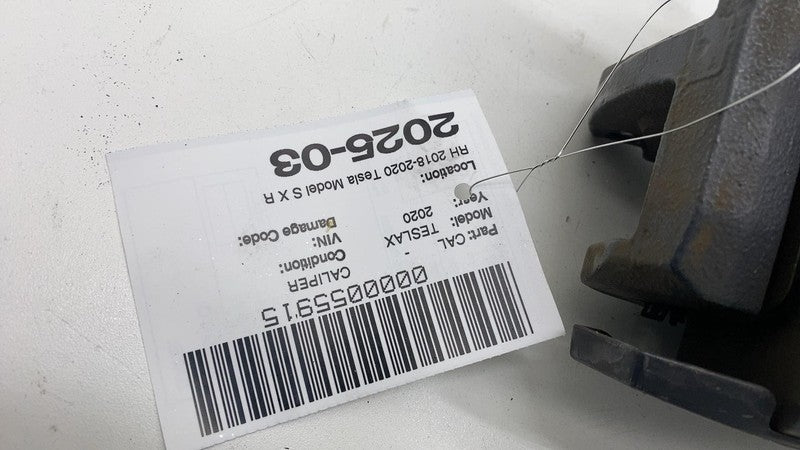 0000055915
CALIPER
Part: CAL - Condition:
Model: TESLAX VIN:
Year: 2020 Damage Code:
Location:
RH 2018-2020 Tesla Model S X R
2025-03